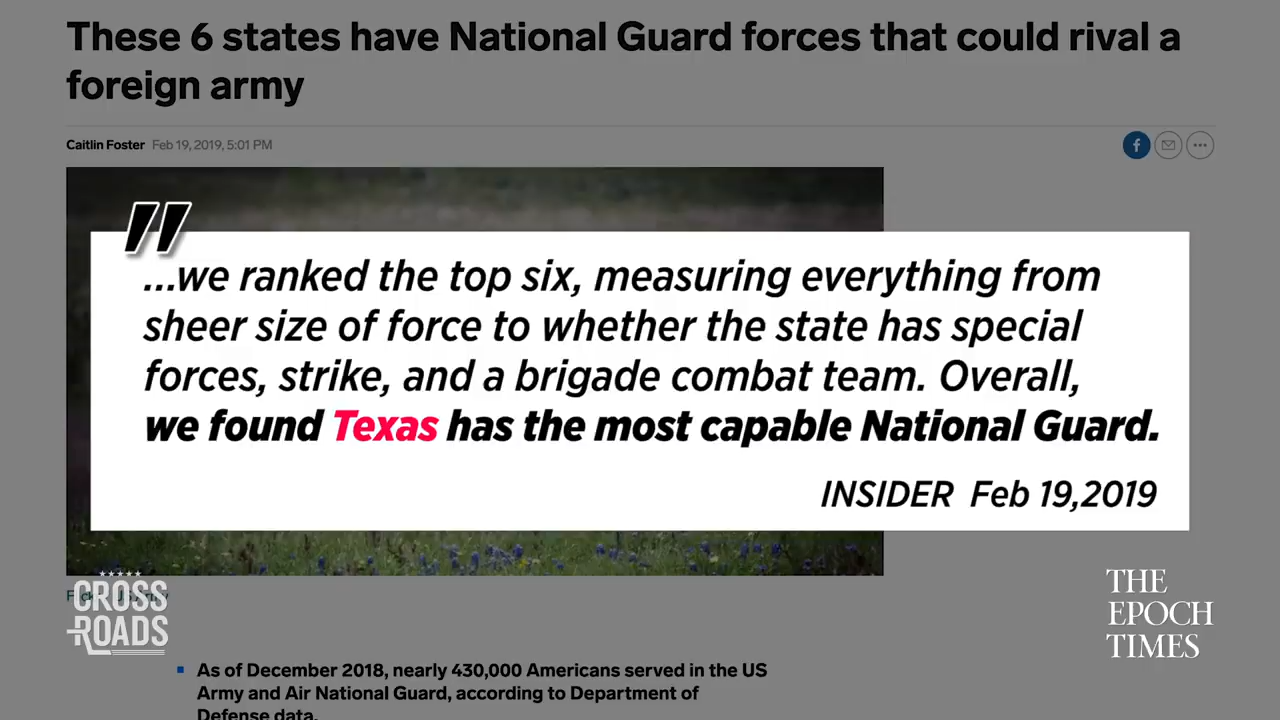 These 6 states have National Guard forces that could rival a
foreign army
Caitlin Foster Feb 19, 2019, 5:01 PM
"
...we ranked the top six, measuring everything from
sheer size of force to whether the state has special
forces, strike, and a brigade combat team. Overall,
we found Texas has the most capable National Guard.
INSIDER Feb 19,2019
CROSS
ROADS
THE
EPOCH
TIMES
As of December 2018, nearly 430,000 Americans served in the US
Army and Air National Guard, according to Department of
Defense data.